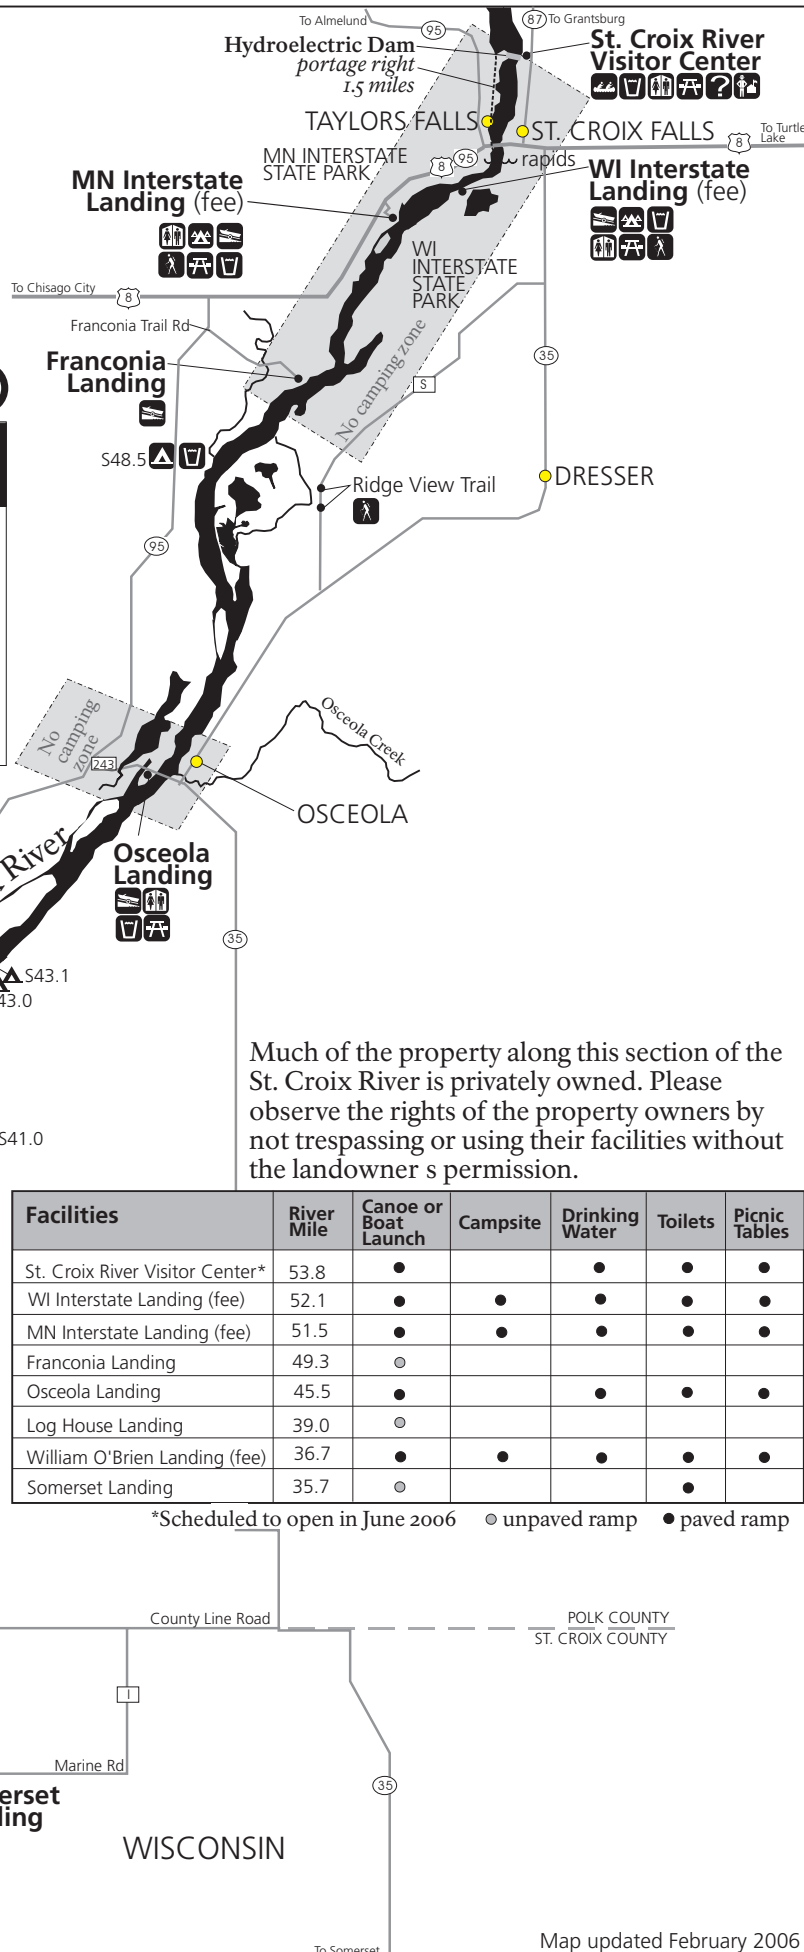 To Almelund
95
87
To Grantsburg
Hydroelectric Dam
portage right
1.5 miles
St. Croix River
Visitor Center
?
TAYLORS FALLS
ST. CROIX FALLS
8
To Turtle
Lake
MN INTERSTATE
STATE PARK
8
95
rapids
WI Interstate
Landing (fee)
MN Interstate
Landing (fee)
WI
INTERSTATE
STATE
PARK
To Chisago City
8
Franconia Trail Rd
No camping zone
35
Franconia
Landing
S
S48.5
Ridge View Trail
DRESSER
95
No
camping
zone
243
Osceola Creek
OSCEOLA
River
Osceola
Landing
35
S43.1
43.0
S41.0
Much of the property along this section of the
St. Croix River is privately owned. Please
observe the rights of the property owners by
not trespassing or using their facilities without
the landowner s permission.
Facilities River Mile Canoe or Boat Launch Campsite Drinking Water Toilets Picnic Tables
St. Croix River Visitor Center* 53.8
WI Interstate Landing (fee) 52.1
MN Interstate Landing (fee) 51.5
Franconia Landing 49.3
Osceola Landing 45.5
Log House Landing 39.0
William O'Brien Landing (fee) 36.7
Somerset Landing 35.7
*Scheduled to open in June 2006 unpaved ramp paved ramp
County Line Road
POLK COUNTY
ST. CROIX COUNTY
I
Marine Rd
erset
ling
35
WISCONSIN
To Somerset
Map updated February 2006